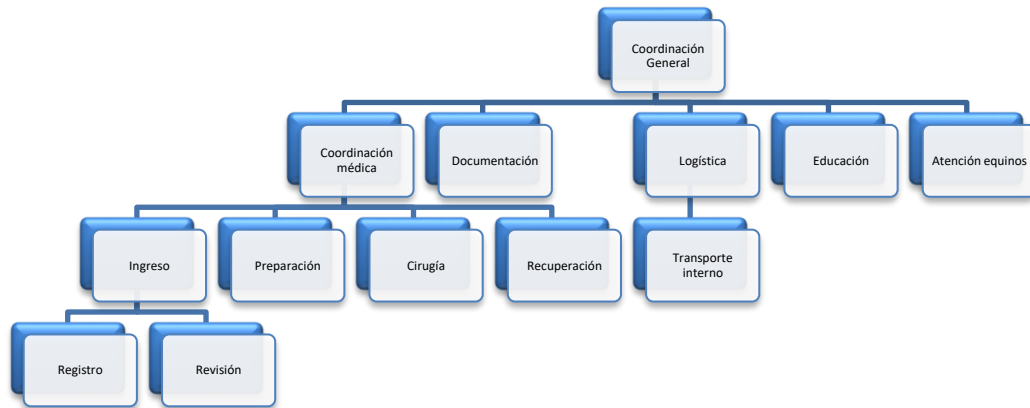 Coordinación
General
Coordinación
médica
Documentación
Logística
Educación
Atención equinos
Ingreso
Preparación
Cirugía
Recuperación
Transporte
interno
Registro
Revisión